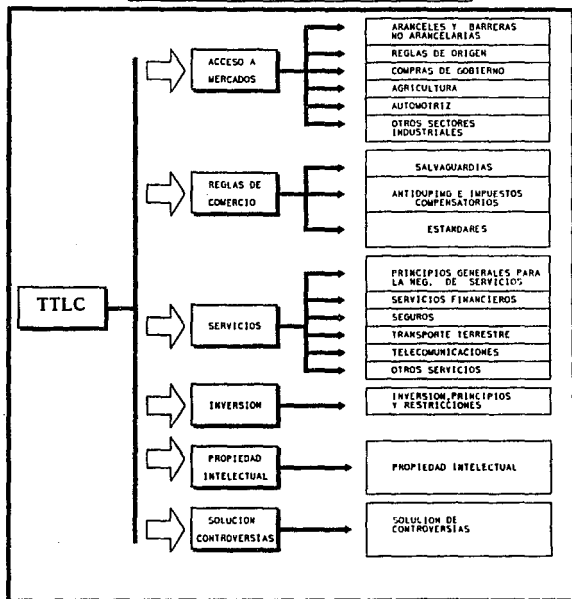 ARANCELES Y BARRERAS
NO ARANCELARIAS
REGLAS DE ORIGEN
COMPRAS DE GOBIERNO
AGRICULTURA
AUTOMOTRIZ
OTROS SECTORES
INDUSTRIALES
ACCESO A
MERCADOS
SALVAGUARDIAS
ANTIDUPING E IMPUESTOS
COMPENSATORIOS
ESTANDARES
REGLAS DE
COMERCIO
TTLC
PRINCIPIOS GENERALES PARA
LA NEG. DE SERVICIOS
SERVICIOS FINANCIEROS
SEGUROS
TRANSPORTE TERRESTRE
TELECOMUNICACIONES
OTROS SERVICIOS
SERVICIOS
INVERSION
INVERSION,PRINCIPIOS
Y RESTRICCIONES
PROPIEDAD
INTELECTUAL
PROPIEDAD INTELECTUAL
SOLUCION
CONTROVERSIAS
SOLUCION DE
CONTROVERSIAS